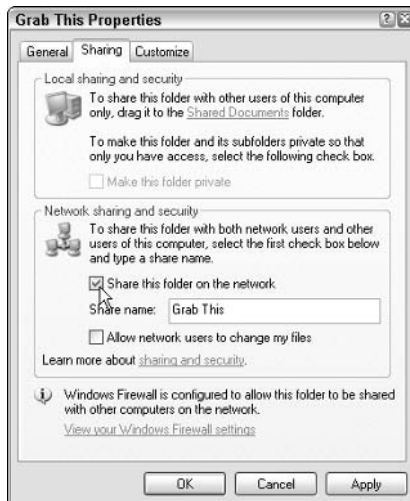 Grab This Properties
General
Sharing
Customize
Local sharing and security
To share this folder with other users of this computer
only, drag it to the Shared Documents folder.
To make this folder and its subfolders private so that
only you have access, select the following check box.
Make this folder private
Network sharing and security
To share this folder with both network users and other
users of this computer, select the first check box below
and type a share name.
Share this folder on the network
Share name: Grab This
Allow network users to change my files
Learn more about sharing and security.
Windows Firewall is configured to allow this folder to be shared
with other computers on the network.
View your Windows Firewall settings
OK
Cancel
Apply